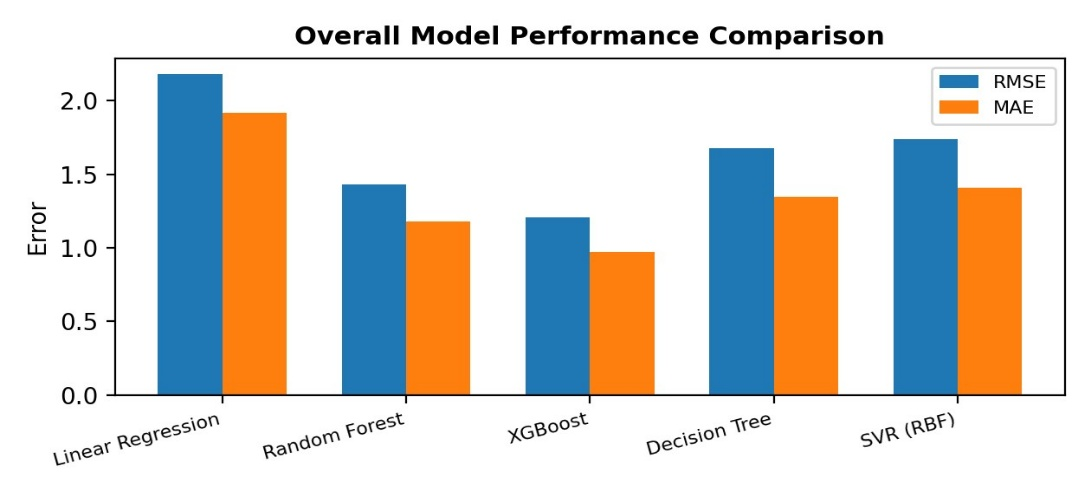 Overall Model Performance Comparison
RMSE
MAE
Error
2.0
1.5
1.0
0.5
0.0
Linear Regression
Random Forest
XGBoost
Decision Tree
SVR (RBF)